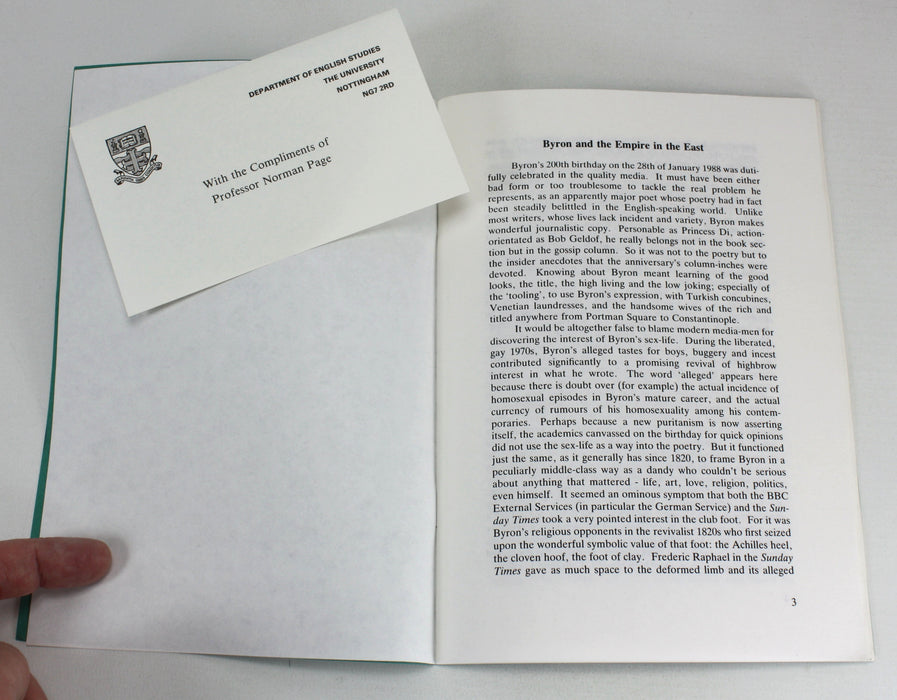 DEPARTMENT OF ENGLISH STUDIES
THE UNIVERSITY
NOTTINGHAM
NG7 2RD
With the Compliments of
Professor Norman Page
Byron and the Empire in the East
Byron's 200th birthday on the 28th of January 1988 was duti-
fully celebrated in the quality media. It must have been either
bad form or too troublesome to tackle the real problem he
represents, as an apparently major poet whose poetry had in fact
been steadily belittled in the English-speaking world. Unlike
most writers, whose lives lack incident and variety, Byron makes
wonderful journalistic copy. Personable as Princess Di, action-
orientated as Bob Geldof, he really belongs not in the book sec-
tion but in the gossip column. So it was not to the poetry but to
the insider anecdotes that the anniversary's column-inches were
devoted. Knowing about Byron meant learning of the good
looks, the title, the high living and the low joking; especially of
the 'tooling', to use Byron's expression, with Turkish concubines,
Venetian laundresses, and the handsome wives of the rich and
titled anywhere from Portman Square to Constantinople.
It would be altogether false to blame modern media-men for
discovering the interest of Byron's sex-life. During the liberated,
gay 1970s, Byron's alleged tastes for boys, buggery and incest
contributed significantly to a promising revival of highbrow
interest in what he wrote. The word 'alleged' appears here
because there is doubt over (for example) the actual incidence of
homosexual episodes in Byron's mature career, and the actual
currency of rumours of his homosexuality among his contem-
poraries. Perhaps because a new puritanism is now asserting
itself, the academics canvassed on the birthday for quick opinions
did not use the sex-life as a way into the poetry. But it functioned
just the same, as it generally has since 1820, to frame Byron in a
peculiarly middle-class way as a dandy who couldn't be serious
about anything that mattered - life, art, love, religion, politics,
even himself. It seemed an ominous symptom that both the BBC
External Services (in particular the German Service) and the Sun-
day Times took a very pointed interest in the club foot. For it was
Byron's religious opponents in the revivalist 1820s who first seized
upon the wonderful symbolic value of that foot: the Achilles heel,
the cloven hoof, the foot of clay. Frederic Raphael in the Sunday
Times gave as much space to the deformed limb and its alleged
3